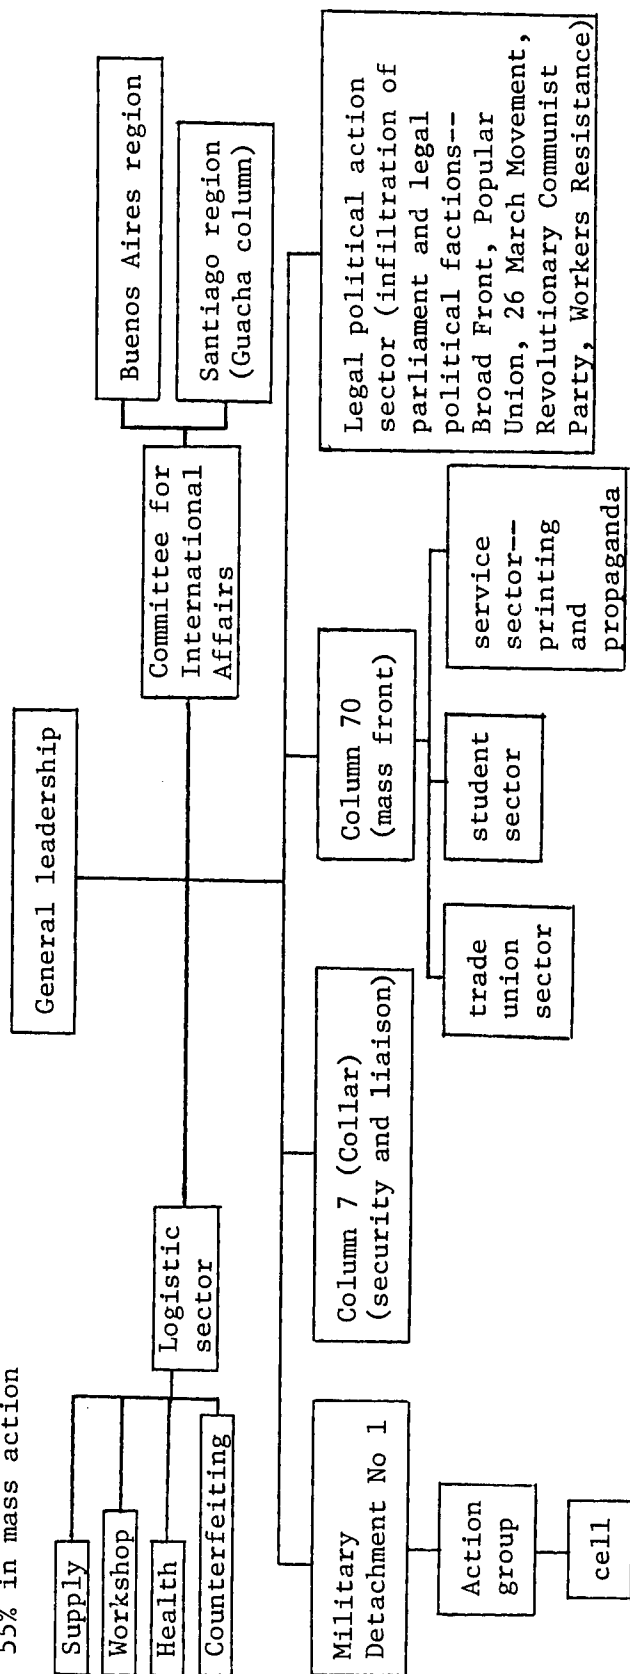 55% in mass action
General leadership
Supply
Workshop
Health
Counterfeiting
Logistic
sector
Committee for
International
Affairs
Buenos Aires region
Santiago region
(Guacha column)
Military
Detachment No 1
Action
group
cell
Column 7 (Collar)
(security and liaison)
Column 70
(mass front)
trade
union
sector
student
sector
service
sector--
printing
and
propaganda
Legal political action
sector (infiltration of
parliament and legal
political factions--
Broad Front, Popular
Union, 26 March Movement,
Revolutionary Communist
Party, Workers Resistance)